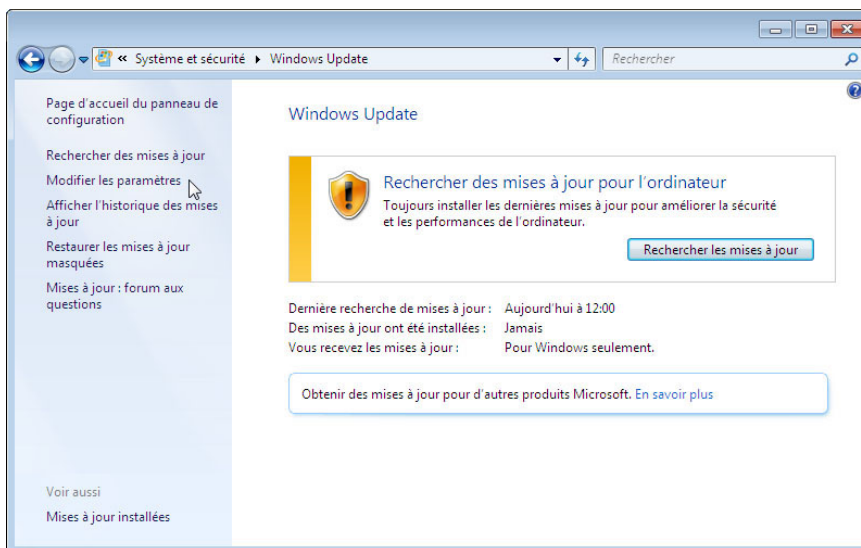 « Système et sécurité ▸ Windows Update
Rechercher
Page d'accueil du panneau de
configuration
Rechercher des mises à jour
Modifier les paramètres
Afficher l'historique des mises
à jour
Restaurer les mises à jour
masquées
Mises à jour : forum aux
questions
Voir aussi
Mises à jour installées
Windows Update
Rechercher des mises à jour pour l'ordinateur
Toujours installer les dernières mises à jour pour améliorer la sécurité
et les performances de l'ordinateur.
Rechercher les mises à jour
Dernière recherche de mises à jour : Aujourd'hui à 12:00
Des mises à jour ont été installées : Jamais
Vous recevez les mises à jour : Pour Windows seulement.
Obtenir des mises à jour pour d'autres produits Microsoft. En savoir plus